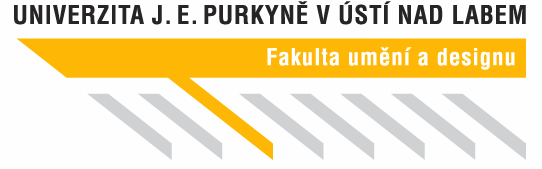 UNIVERZITA J. E. PURKYNĚ V ÚSTÍ NAD LABEM
Fakulta umění a designu